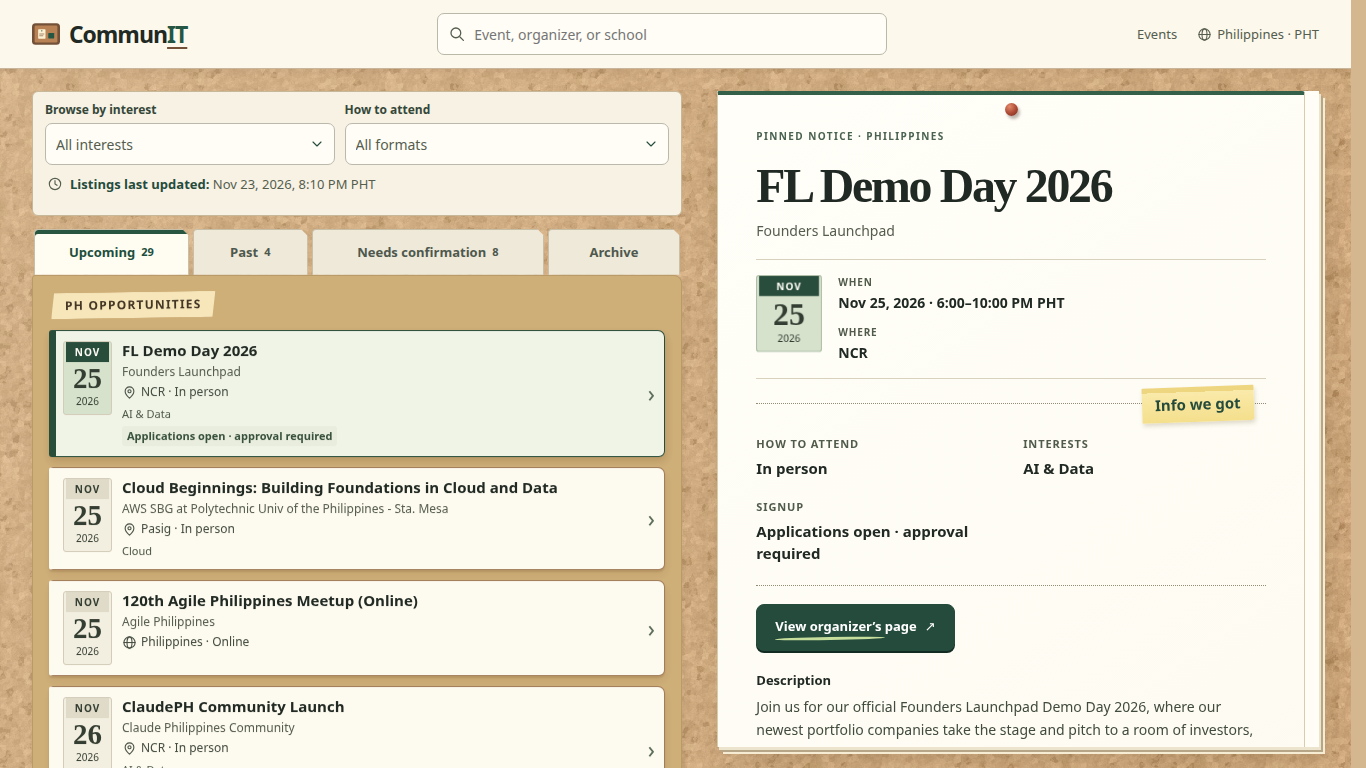 CommunIT
Event, organizer, or school
Events
Philippines · PHT
Browse by interest
How to attend
All interests
All formats
Listings last updated: Nov 23, 2026, 8:10 PM PHT
Upcoming 29
Past 4
Needs confirmation 8
Archive
PH OPPORTUNITIES
NOV
25
2026
FL Demo Day 2026
Founders Launchpad
NCR · In person
AI & Data
Applications open · approval required
NOV
25
2026
Cloud Beginnings: Building Foundations in Cloud and Data
AWS SBG at Polytechnic Univ of the Philippines - Sta. Mesa
Pasig · In person
Cloud
NOV
25
2026
120th Agile Philippines Meetup (Online)
Agile Philippines
Philippines · Online
NOV
26
2026
ClaudePH Community Launch
Claude Philippines Community
NCR · In person
AI & Data
PINNED NOTICE · PHILIPPINES
FL Demo Day 2026
Founders Launchpad
NOV
25
2026
WHEN
Nov 25, 2026 · 6:00–10:00 PM PHT
WHERE
NCR
Info we got
HOW TO ATTEND
In person
INTERESTS
AI & Data
SIGNUP
Applications open · approval
required
View organizer's page ↗
Description
Join us for our official Founders Launchpad Demo Day 2026, where our
newest portfolio companies take the stage and pitch to a room of investors,